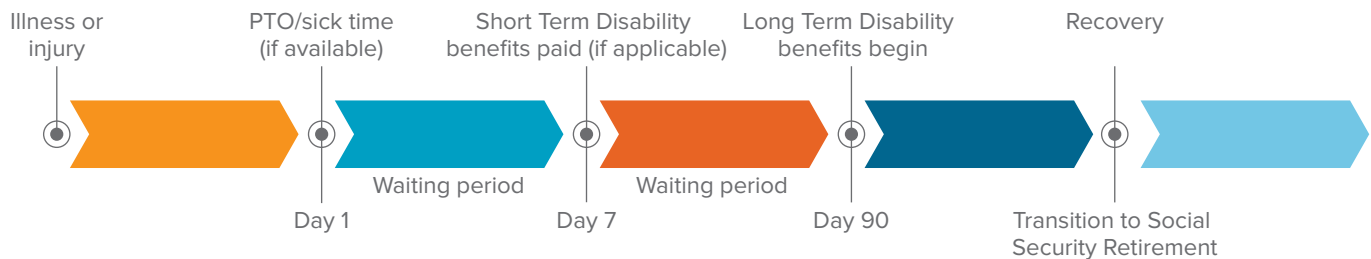 Illness or
injury
PTO/sick time
(if available)
Short Term Disability
benefits paid (if applicable)
Long Term Disability
benefits begin
Recovery
Waiting period
Waiting period
Day 1
Day 7
Day 90
Transition to Social
Security Retirement